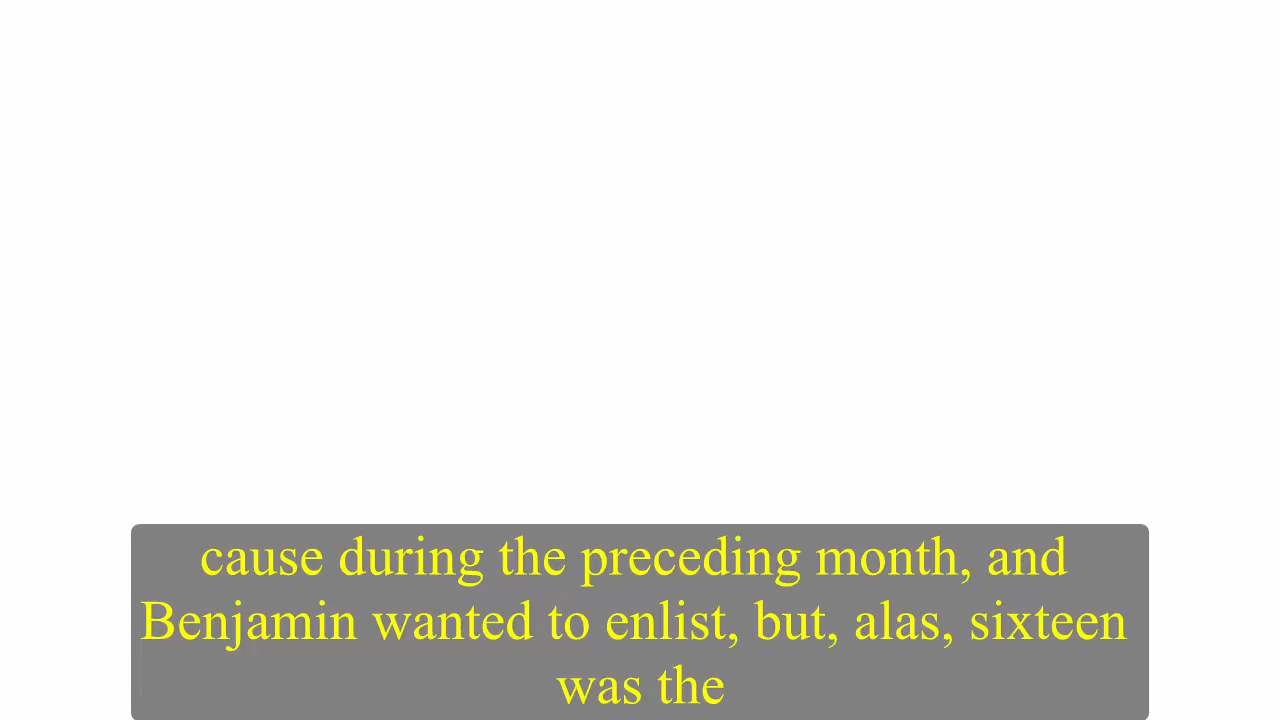 cause during the preceding month, and
Benjamin wanted to enlist, but, alas, sixteen
was the